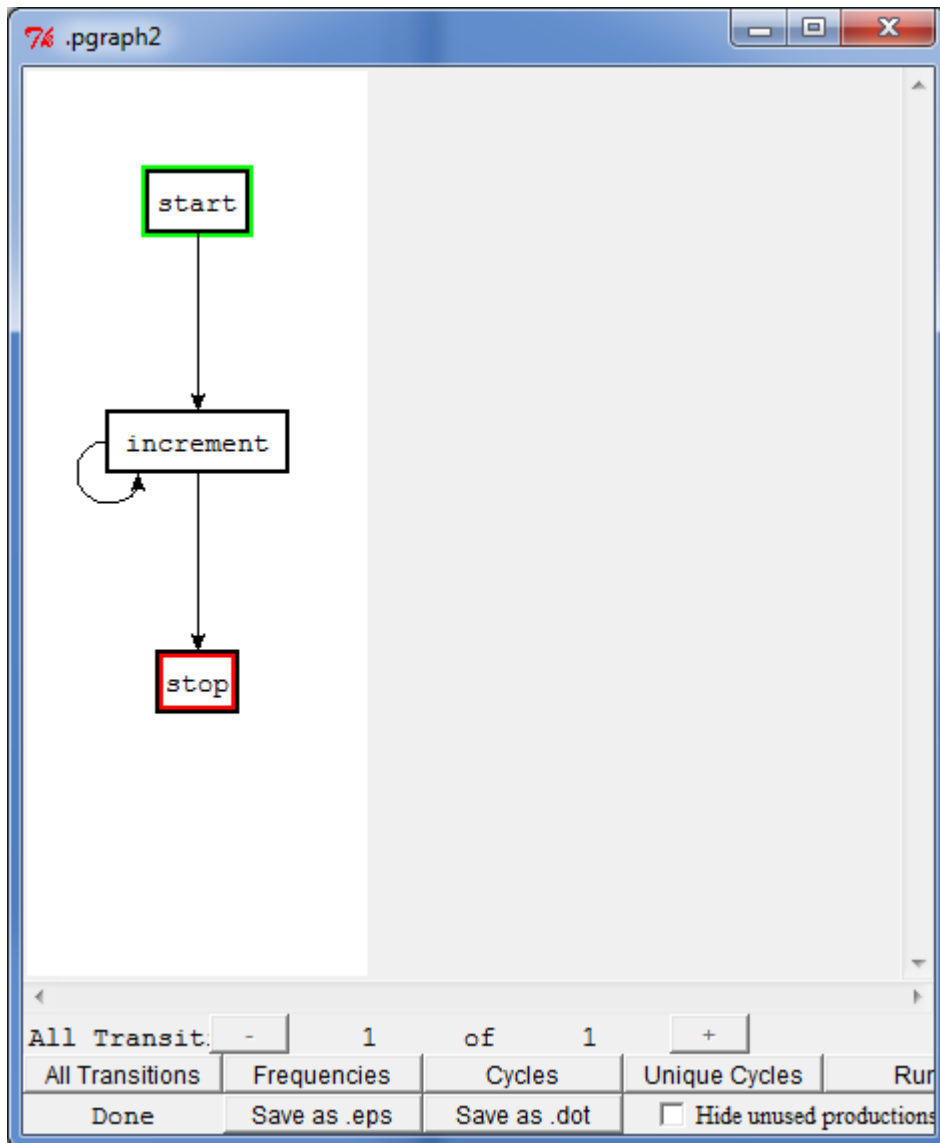 .pgraph2
start
increment
stop
All Transit: - 1 of 1 +
All Transitions Frequencies Cycles Unique Cycles Rur
Done Save as .eps Save as .dot Hide unused productions